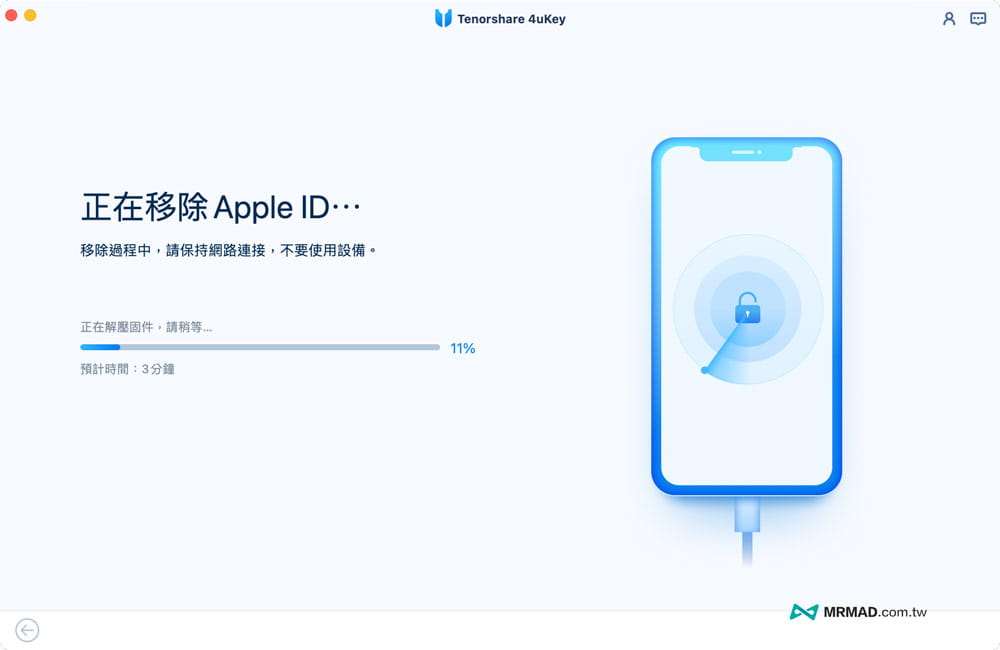 Tenorshare 4uKey
正在移除 Apple ID⋯
移除過程中，請保持網路連接，不要使用設備。
正在解壓固件，請稍等...
11%
預計時間：3 分鐘
MRMAD.com.tw